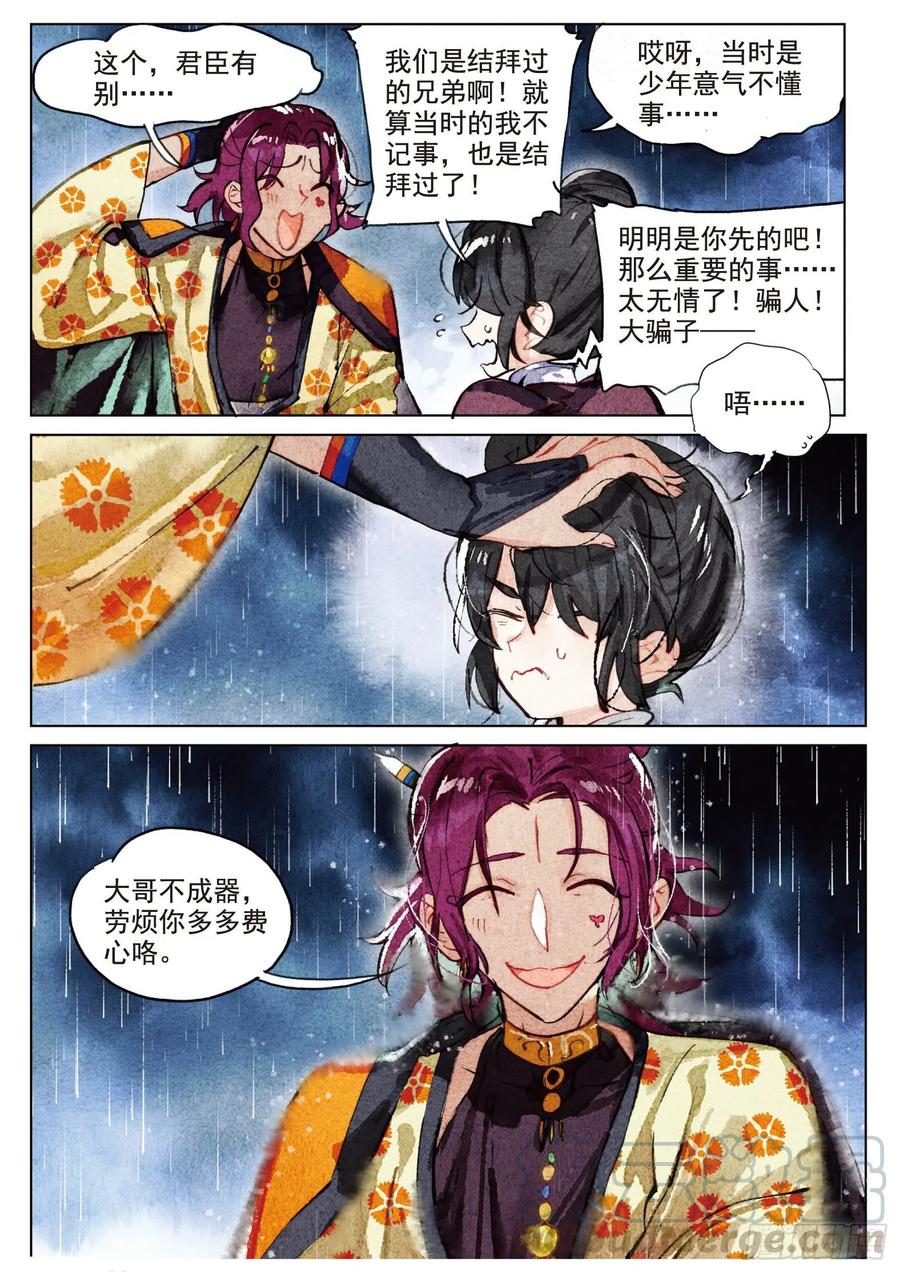 这个，君臣有
别……
我们是结拜过
的兄弟啊！就
算当时的我不
记事，也是结
拜过了！
哎呀，当时是
少年意气不懂
事……
明明是你先的吧！
那么重要的事……
太无情了！骗人！
大骗子——
唔……
大哥不成器，
劳烦你多多费
心咯。